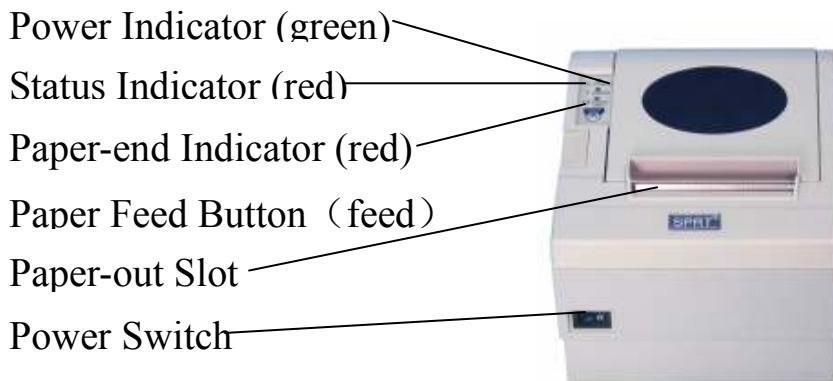 Power Indicator (green)
Status Indicator (red)
Paper-end Indicator (red)
Paper Feed Button（feed）
SPRT
Paper-out Slot
Power Switch